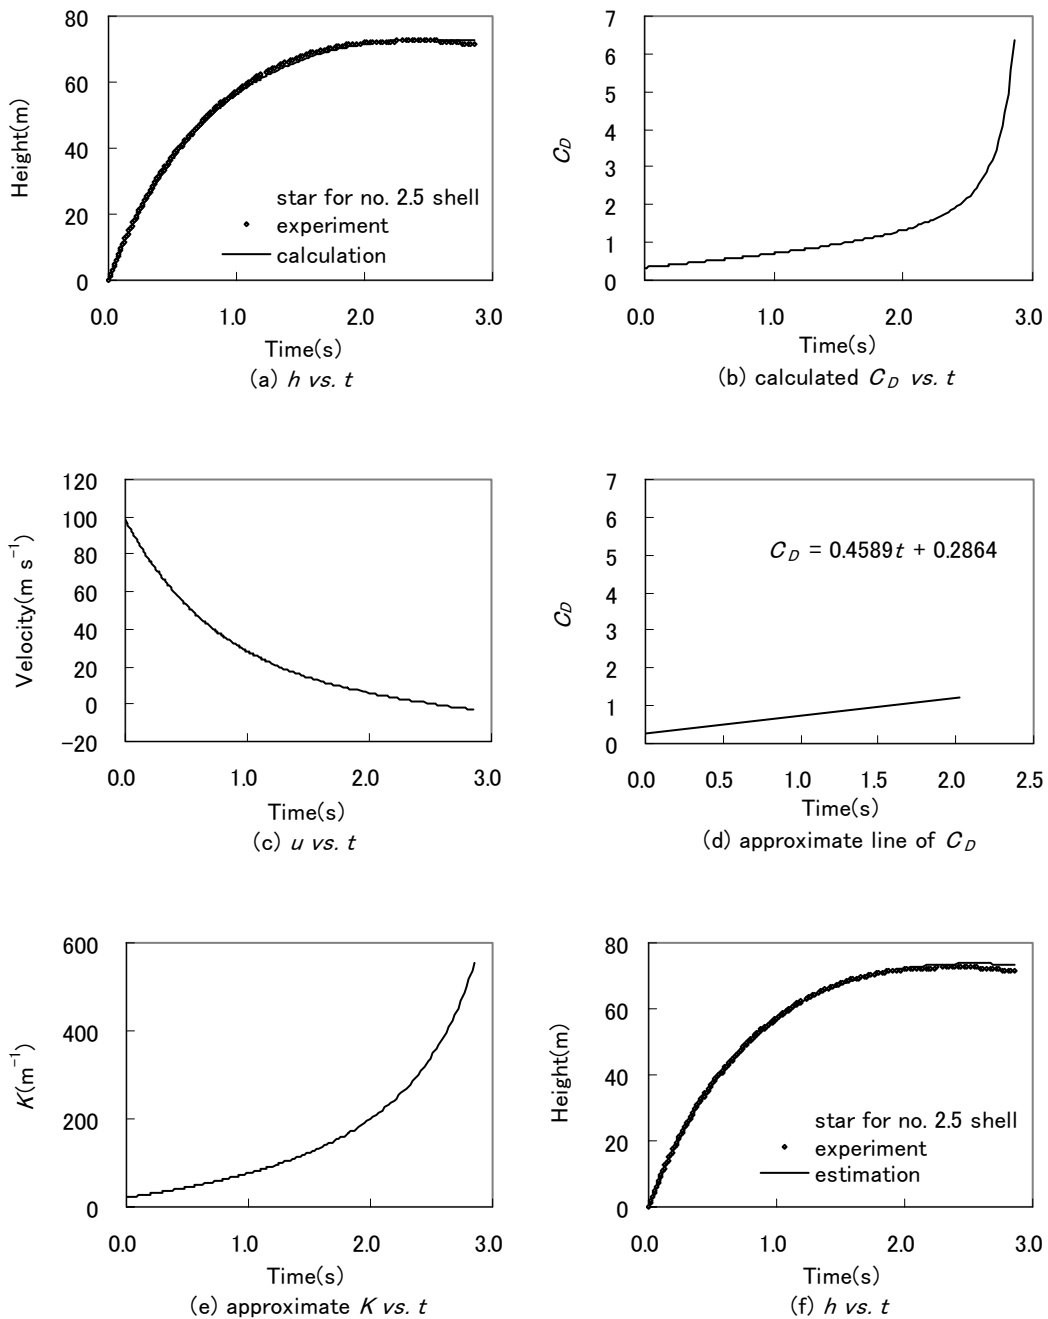 80
60
40
20
0
Height(m)
star for no. 2.5 shell
experiment
calculation
0.0 1.0 2.0 3.0
Time(s)
(a) h vs. t
7
6
5
4
3
2
1
0
C_D
0.0 1.0 2.0 3.0
Time(s)
(b) calculated C_D vs. t
120
100
80
60
40
20
0
-20
Velocity(m s⁻¹)
0.0 1.0 2.0 3.0
Time(s)
(c) u vs. t
7
6
5
4
3
2
1
0
C_D
C_D = 0.4589t + 0.2864
0.0 0.5 1.0 1.5 2.0 2.5
Time(s)
(d) approximate line of C_D
600
400
200
0
K(m⁻¹)
0.0 1.0 2.0 3.0
Time(s)
(e) approximate K vs. t
80
60
40
20
0
Height(m)
star for no. 2.5 shell
experiment
estimation
0.0 1.0 2.0 3.0
Time(s)
(f) h vs. t